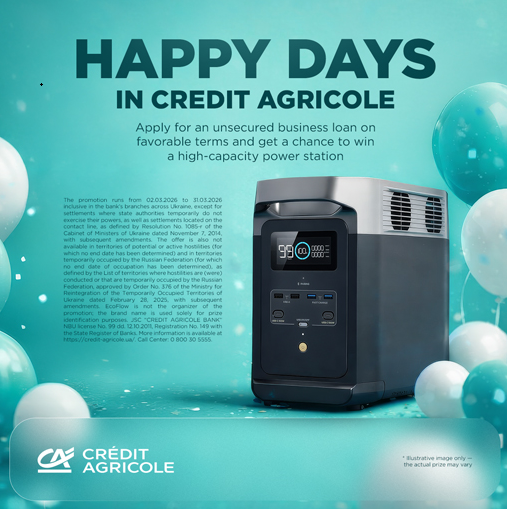 HAPPY DAYS
IN CREDIT AGRICOLE
Apply for an unsecured business loan on
favorable terms and get a chance to win
a high-capacity power station
The promotion runs from 02.03.2026 to 31.03.2026
inclusive in the bank's branches across Ukraine, except for
settlements where state authorities temporarily do not
exercise their powers, as well as settlements located on the
contact line, as defined by Resolution No. 1085-r of the
Cabinet of Ministers of Ukraine dated November 7, 2014,
with subsequent amendments. The offer is also not
available in territories of potential or active hostilities (for
which no end date has been determined) and in territories
temporarily occupied by the Russian Federation (for which
no end date of occupation has been determined), as
defined by the List of territories where hostilities are (were)
conducted or that are temporarily occupied by the Russian
Federation, approved by Order No. 376 of the Ministry for
Reintegration of the Temporarily Occupied Territories of
Ukraine dated February 28, 2025, with subsequent
amendments. EcoFlow is not the organizer of the
promotion; the brand name is used solely for prize
identification purposes. JSC "CREDIT AGRICOLE BANK"
NBU license No. 99 dd. 12.10.2011, Registration No. 149 with
the State Register of Banks. More information is available at
https://credit-agricole.ua/. Call Center: 0 800 30 5555.
99
100
CA
CRÉDIT
AGRICOLE
* Illustrative image only —
the actual prize may vary